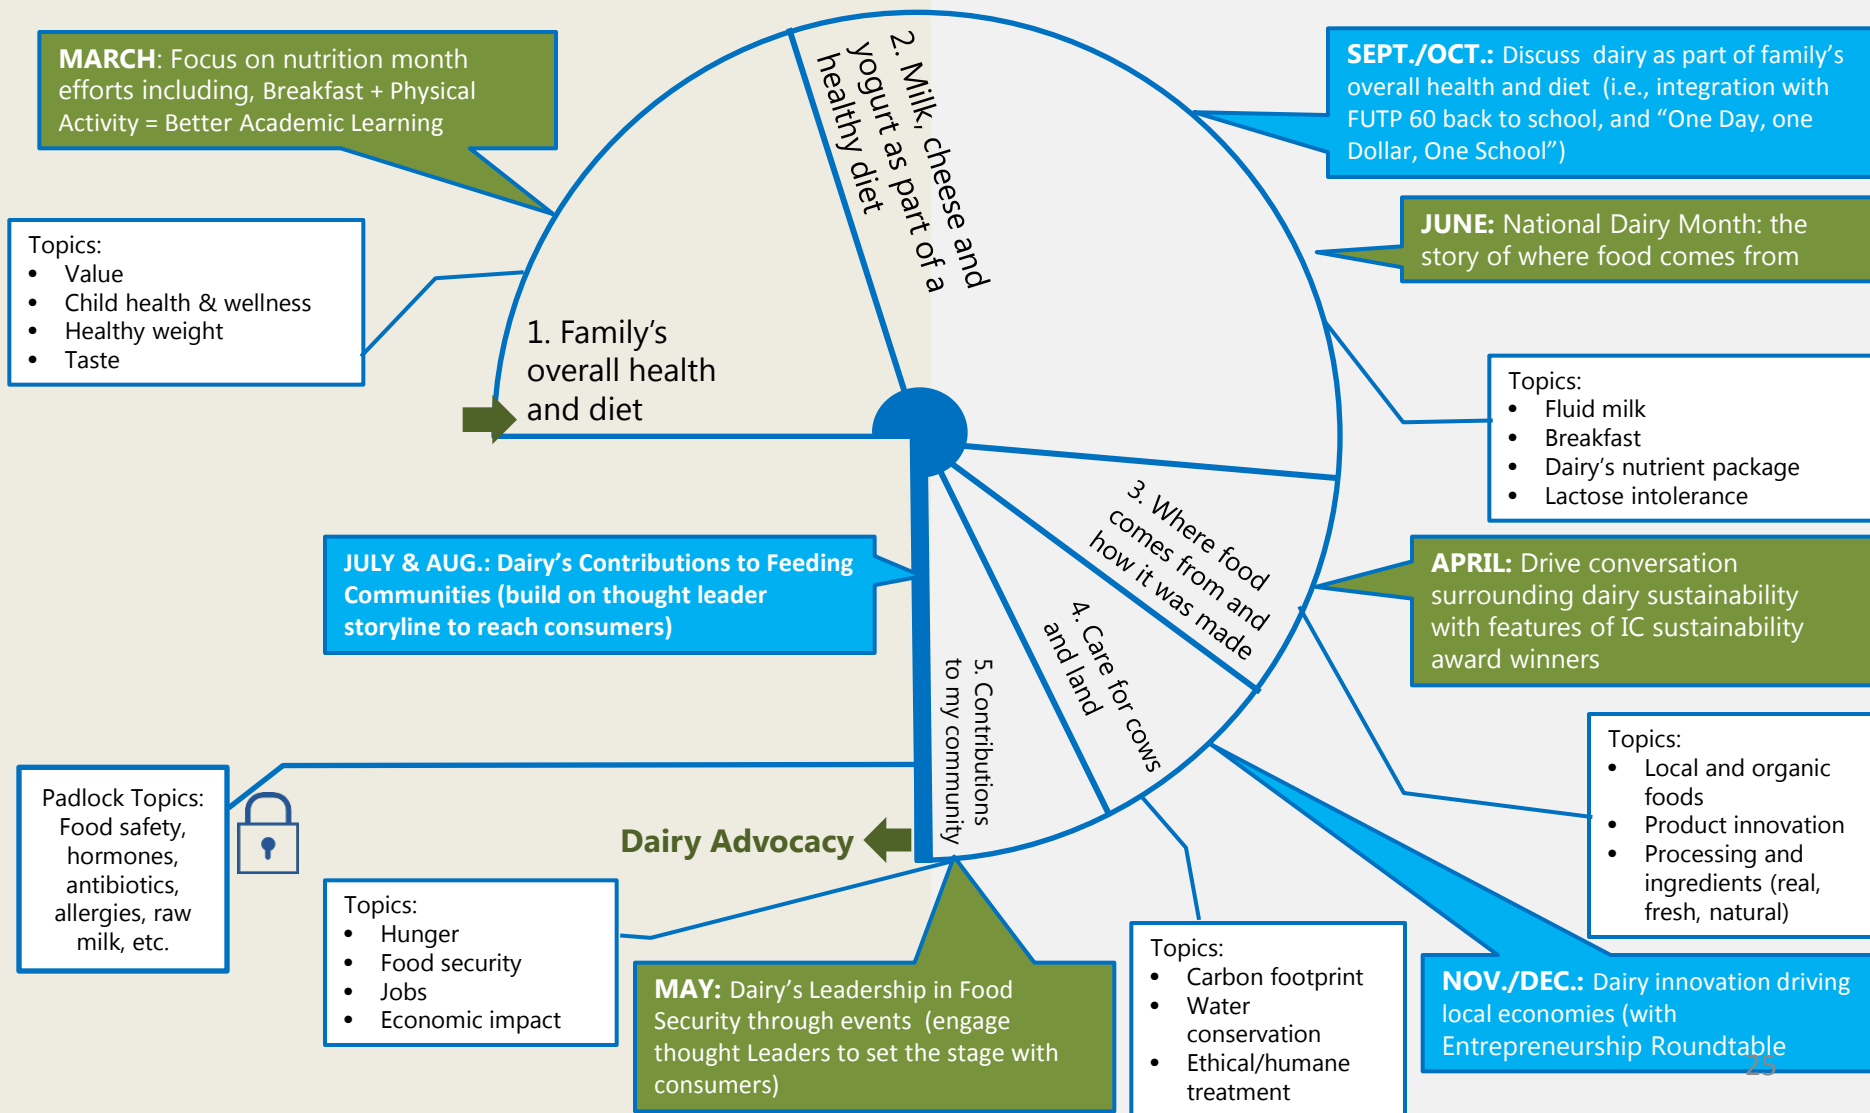 MARCH: Focus on nutrition month
efforts including, Breakfast + Physical
Activity = Better Academic Learning
Topics:
• Value
• Child health & wellness
• Healthy weight
• Taste
1. Family's
overall health
and diet
2. Milk, cheese and
yogurt as part of a
healthy diet
SEPT./OCT.: Discuss dairy as part of family's
overall health and diet (i.e., integration with
FUTP 60 back to school, and "One Day, one
Dollar, One School")
JUNE: National Dairy Month: the
story of where food comes from
Topics:
• Fluid milk
• Breakfast
• Dairy's nutrient package
• Lactose intolerance
3. Where food
comes from and
how it was made
APRIL: Drive conversation
surrounding dairy sustainability
with features of IC sustainability
award winners
Topics:
• Local and organic
foods
• Product innovation
• Processing and
ingredients (real,
fresh, natural)
4. Care for cows
and land
NOV./DEC.: Dairy innovation driving
local economies (with
Entrepreneurship Roundtable
Topics:
• Carbon footprint
• Water
conservation
• Ethical/humane
treatment
5. Contributions
to my community
JULY & AUG.: Dairy's Contributions to Feeding
Communities (build on thought leader
storyline to reach consumers)
Dairy Advocacy
MAY: Dairy's Leadership in Food
Security through events (engage
thought Leaders to set the stage with
consumers)
Topics:
• Hunger
• Food security
• Jobs
• Economic impact
Padlock Topics:
Food safety,
hormones,
antibiotics,
allergies, raw
milk, etc.
25